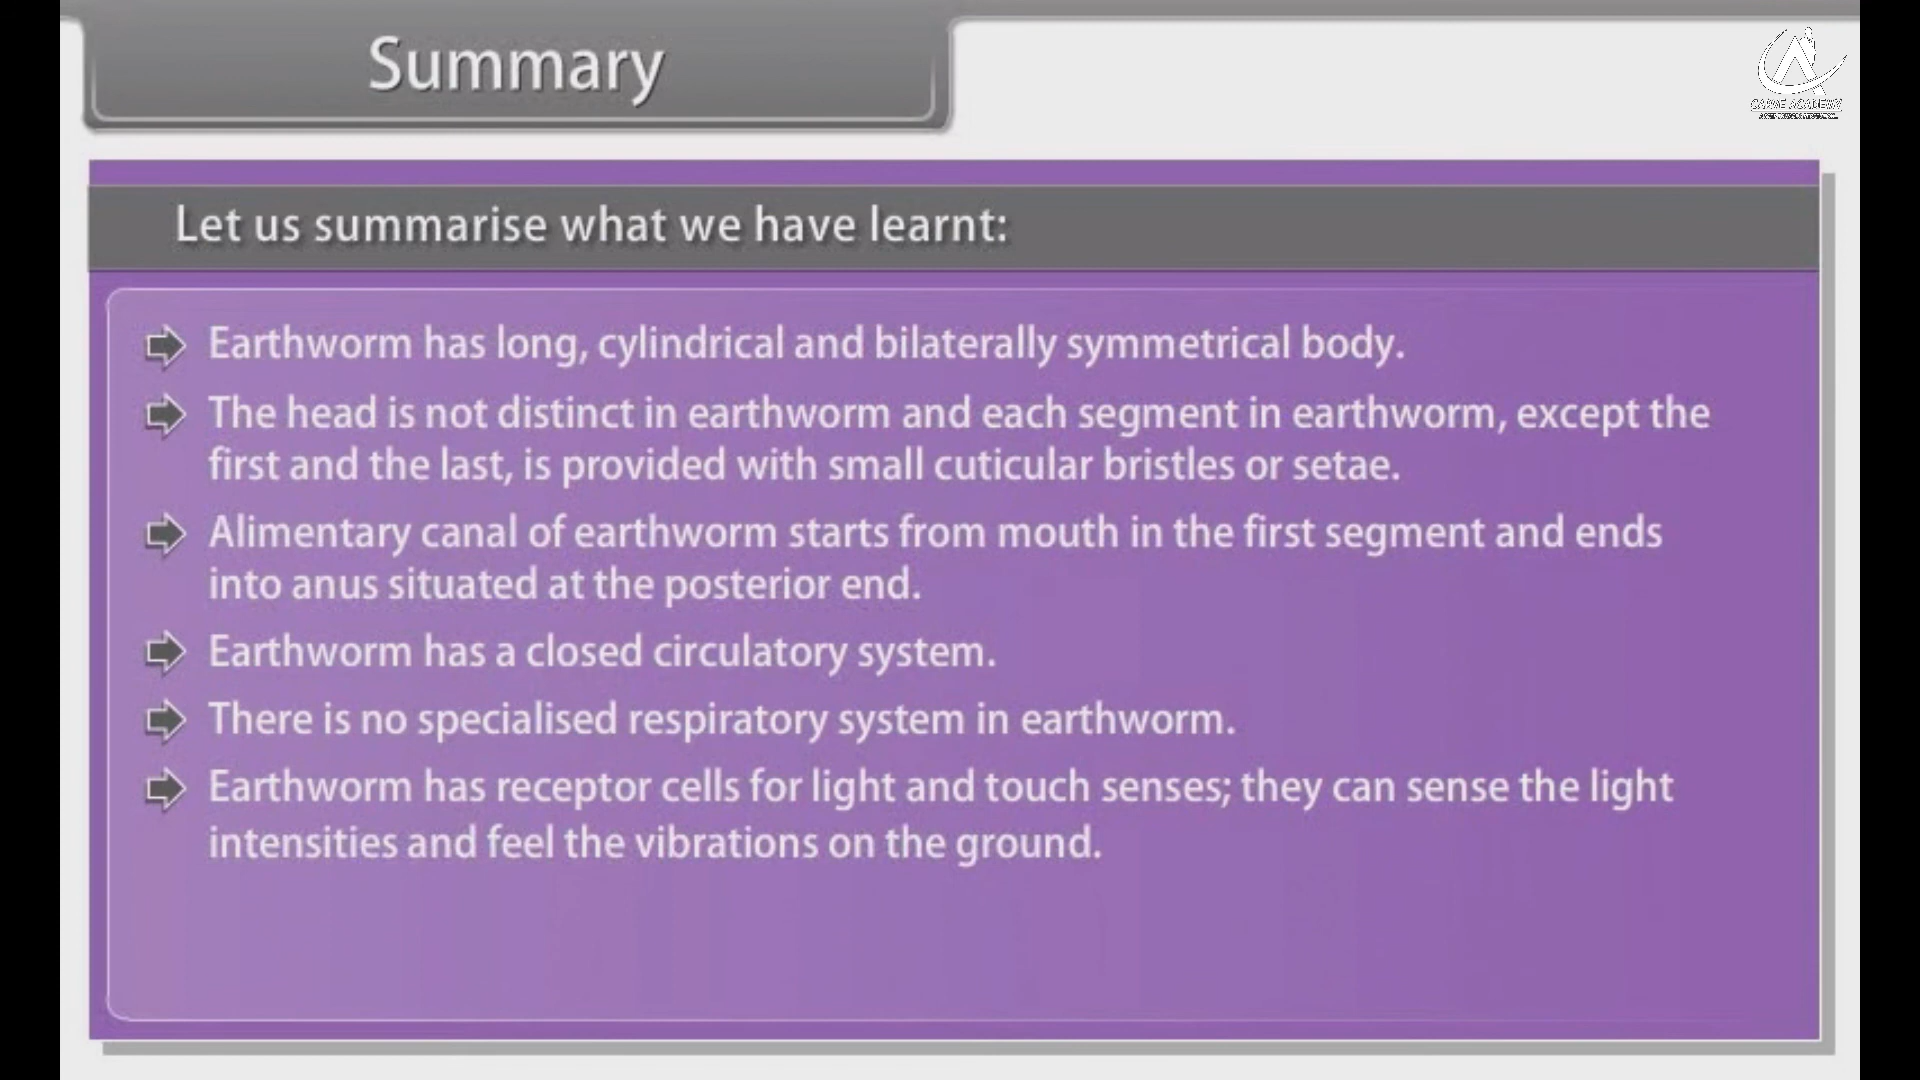 Summary
CARVE ACADEMY
Let us summarise what we have learnt:
Earthworm has long, cylindrical and bilaterally symmetrical body.
The head is not distinct in earthworm and each segment in earthworm, except the
first and the last, is provided with small cuticular bristles or setae.
Alimentary canal of earthworm starts from mouth in the first segment and ends
into anus situated at the posterior end.
Earthworm has a closed circulatory system.
There is no specialised respiratory system in earthworm.
Earthworm has receptor cells for light and touch senses; they can sense the light
intensities and feel the vibrations on the ground.